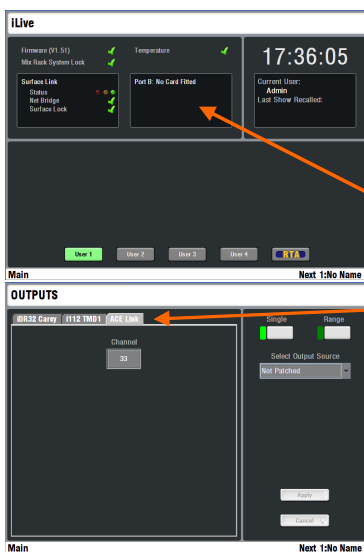 iLive
Firmware (V1.51)
Temperature
Mix Rack System Lock
17:36:05
Surface Link
Status
Net Bridge
Surface Lock
Port B: No Card Fitted
Current User:
Admin
Last Show Recalled:
User 1
User 2
User 3
User 4
RTA
Main
Next 1:No Name
OUTPUTS
iDR32 Carey
i112 TMD1
ACE Link
Single
Range
Channel
33
Select Output Source
Not Patched
Apply
Cancel
Main
Next 1:No Name